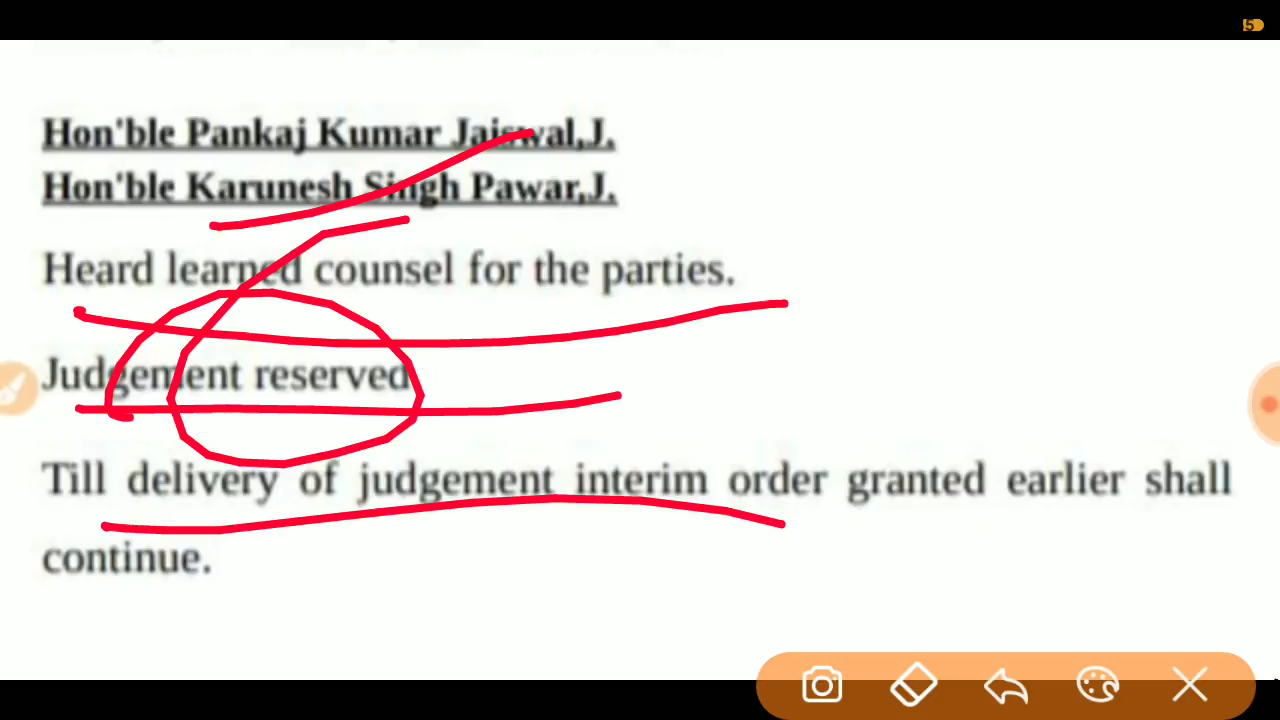 Hon'ble Pankaj Kumar Jaiswal,J.
Hon'ble Karunesh Singh Pawar,J.
Heard learned counsel for the parties.
Judgement reserved
Till delivery of judgement interim order granted earlier shall
continue.